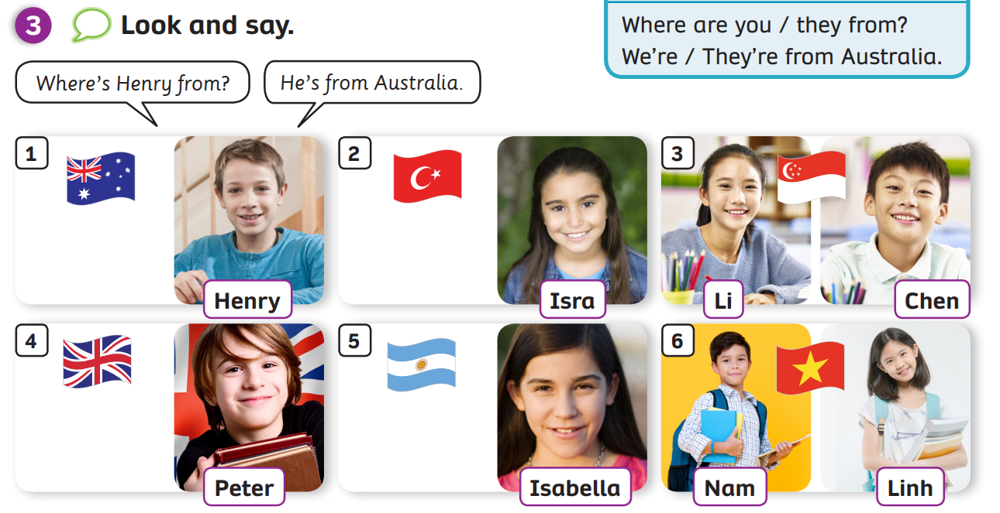 3 Look and say.
Where are you / they from?
We're / They're from Australia.
Where's Henry from?
He's from Australia.
1
Henry
2
Isra
3
Li
Chen
4
Peter
5
Isabella
6
Nam
Linh